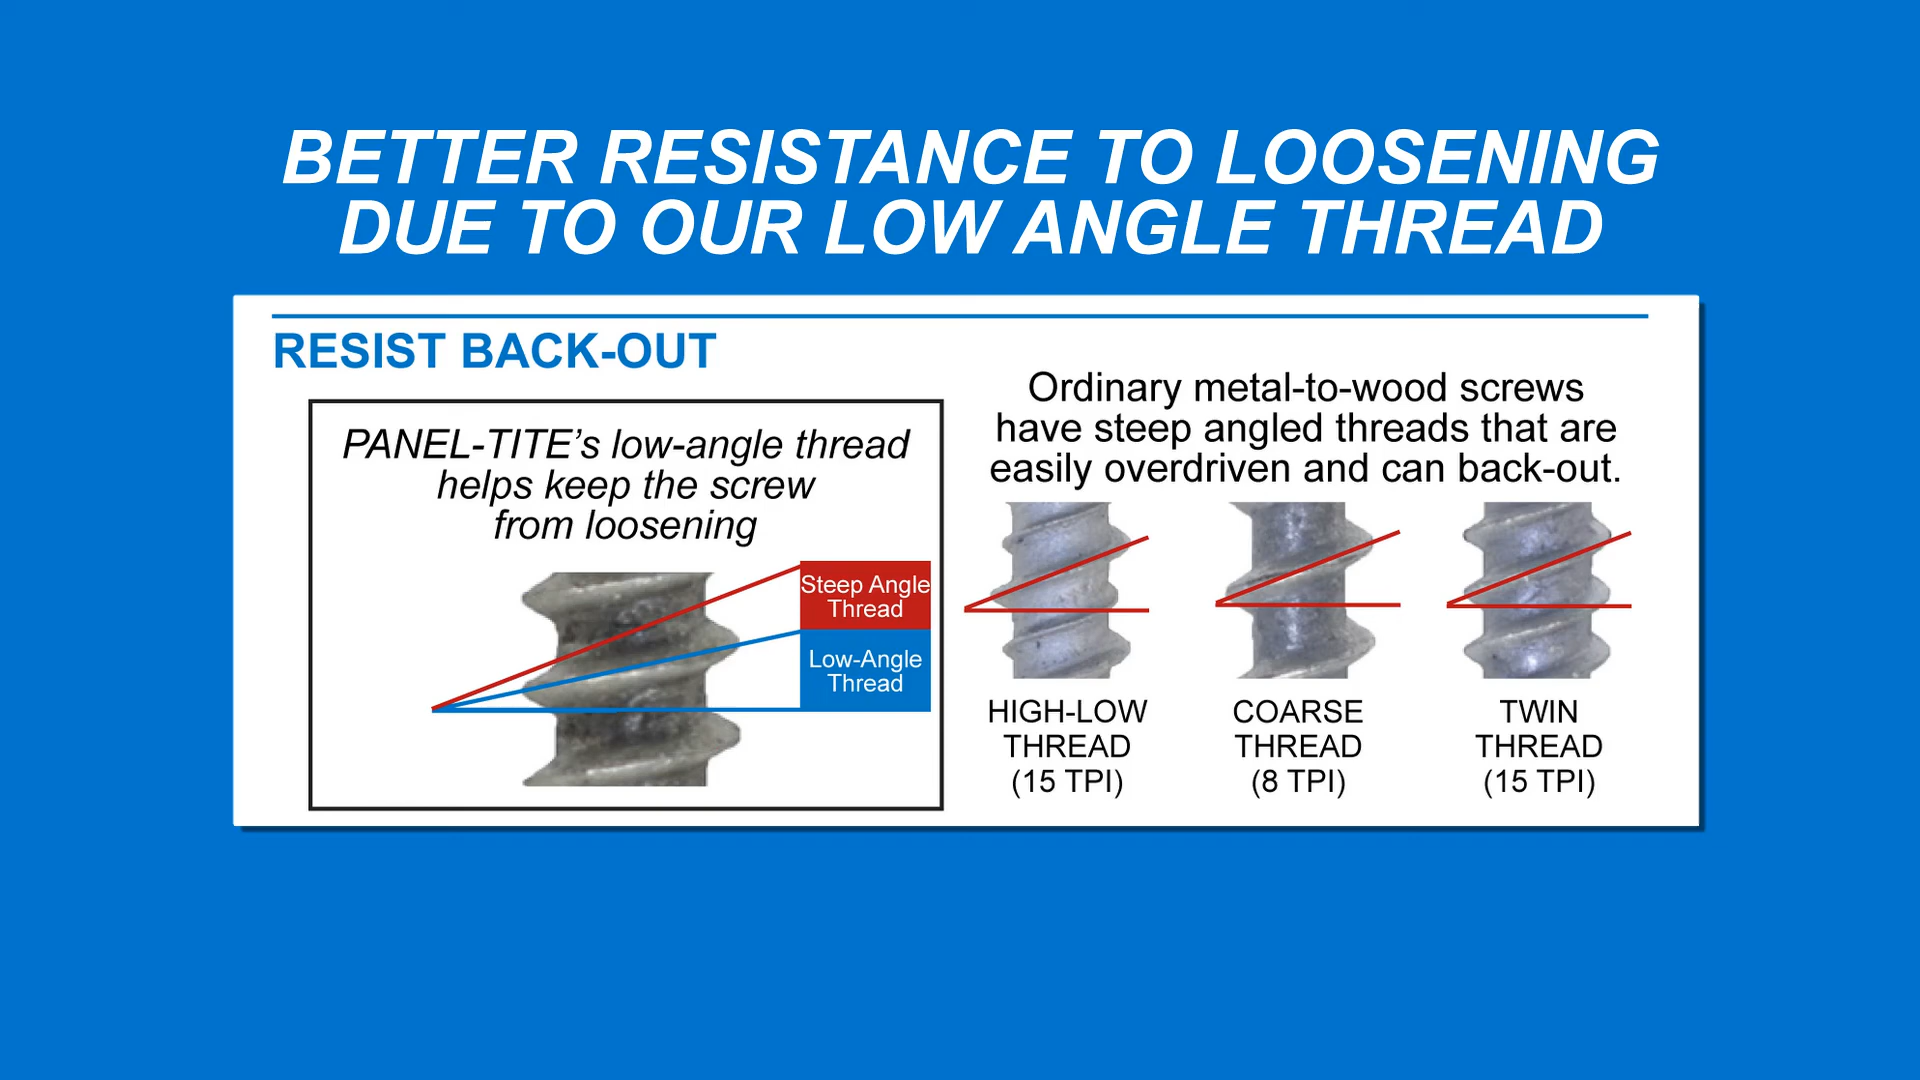 BETTER RESISTANCE TO LOOSENING
DUE TO OUR LOW ANGLE THREAD
RESIST BACK-OUT
PANEL-TITE’s low-angle thread
helps keep the screw
from loosening
Steep Angle
Thread
Low-Angle
Thread
Ordinary metal-to-wood screws
have steep angled threads that are
easily overdriven and can back-out.
HIGH-LOW
THREAD
(15 TPI)
COARSE
THREAD
(8 TPI)
TWIN
THREAD
(15 TPI)